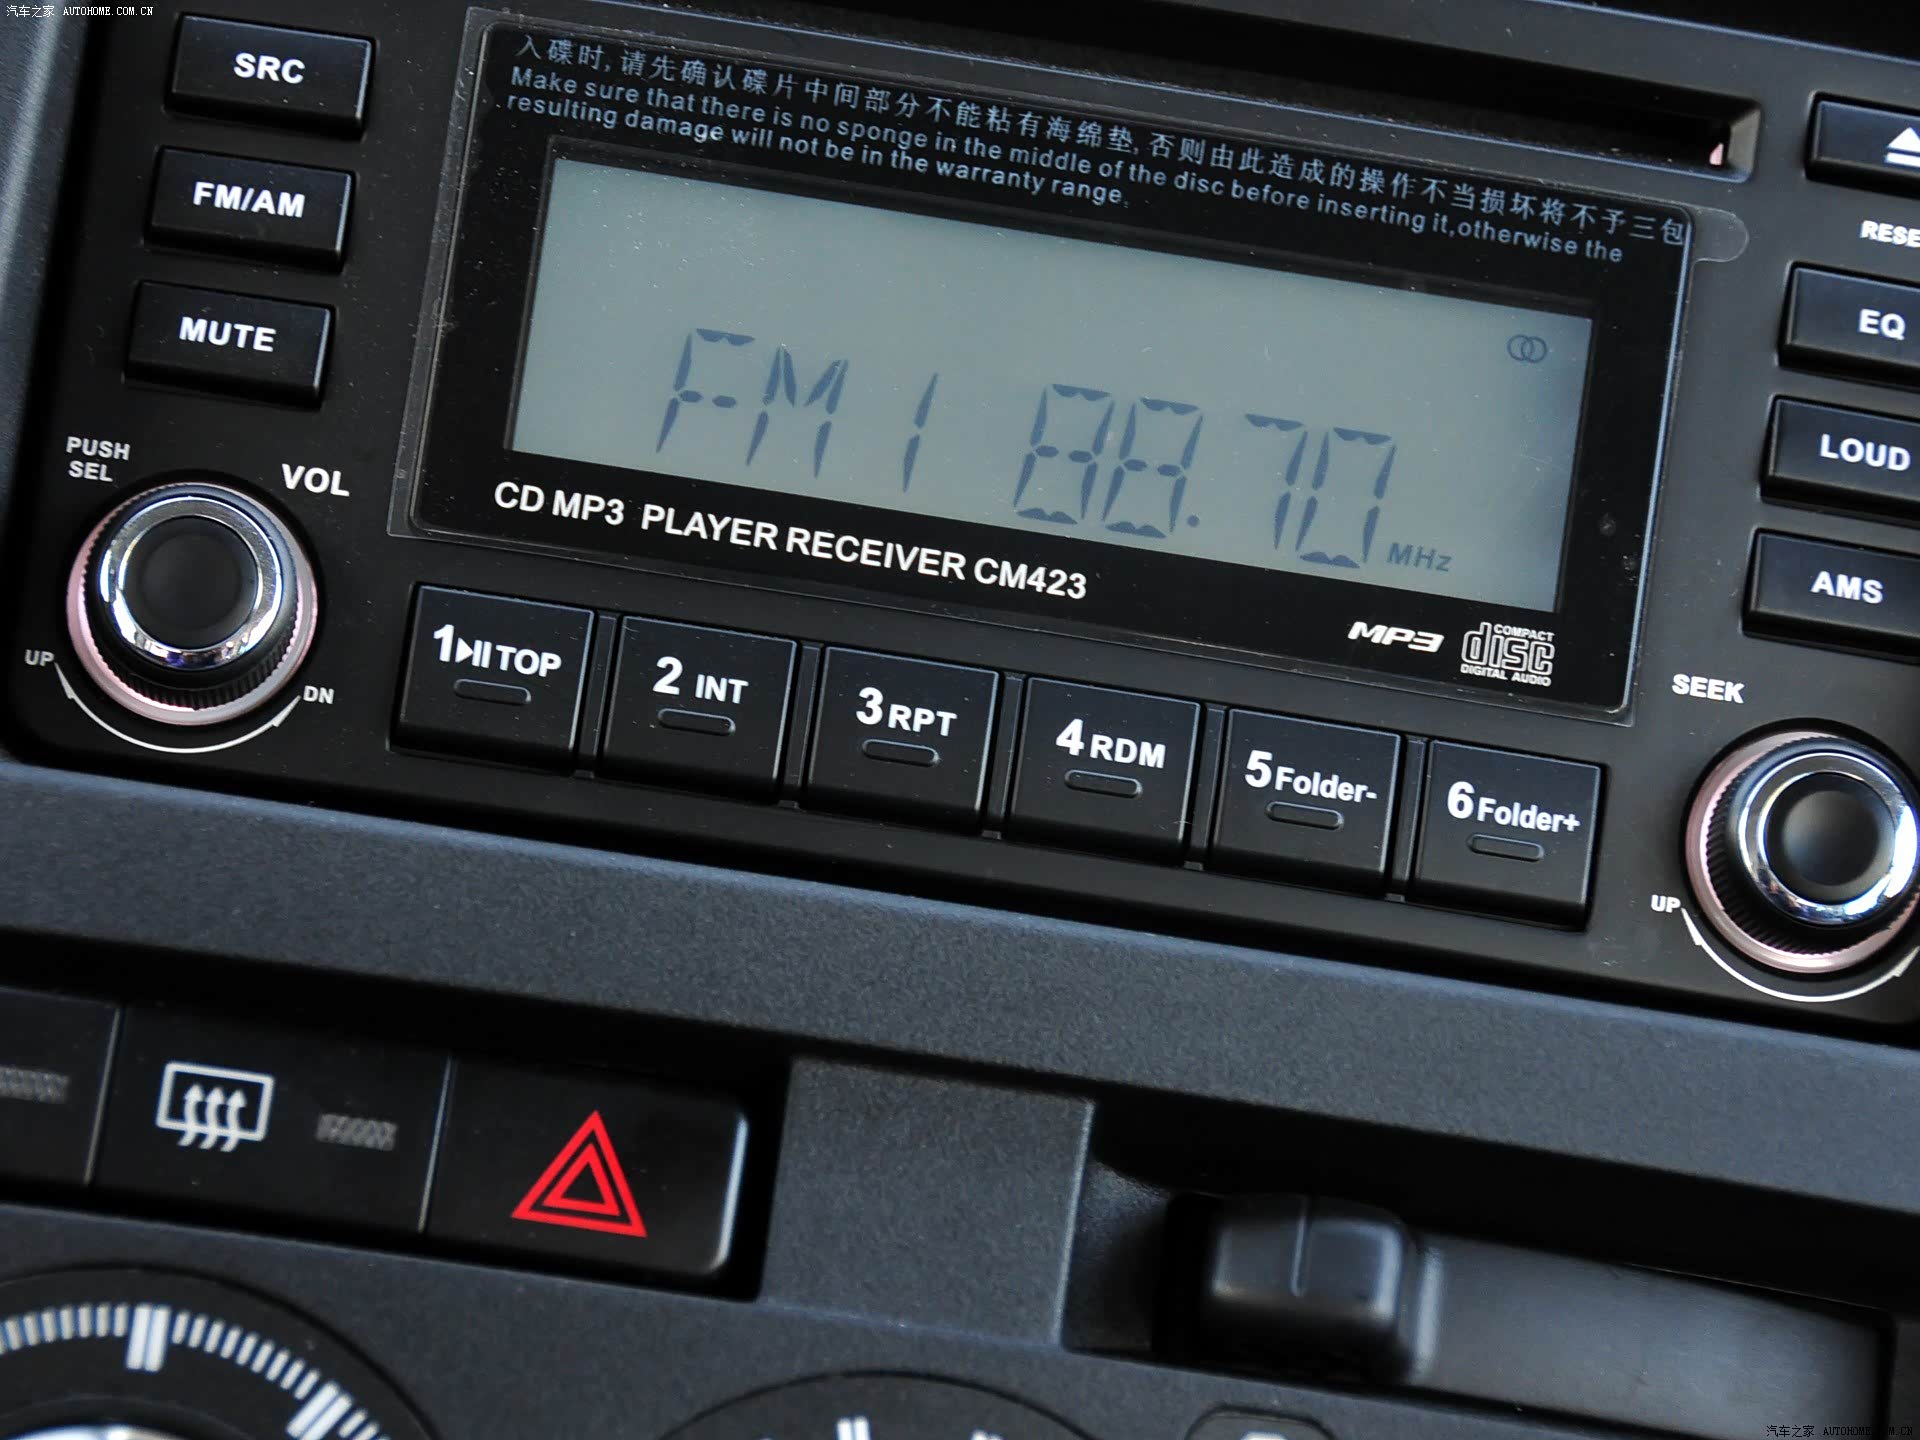 汽车之家 AUTOHOME.COM.CN
SRC
FM/AM
MUTE
PUSH
SEL
VOL
UP
DN
入碟时,请先确认碟片中间部分不能粘有海绵垫,否则由此造成的操作不当损坏将不予三包
Make sure that there is no sponge in the middle of the disc before inserting it,otherwise the
resulting damage will not be in the warranty range.
FM1 88.70 MHz
CD MP3 PLAYER RECEIVER CM423
MP3
COMPACT
disc
DIGITAL AUDIO
1 TOP
2 INT
3 RPT
4 RDM
5 Folder-
6 Folder+
RESE
EQ
LOUD
AMS
SEEK
UP
汽车之家 AUTOHOME.COM.CN